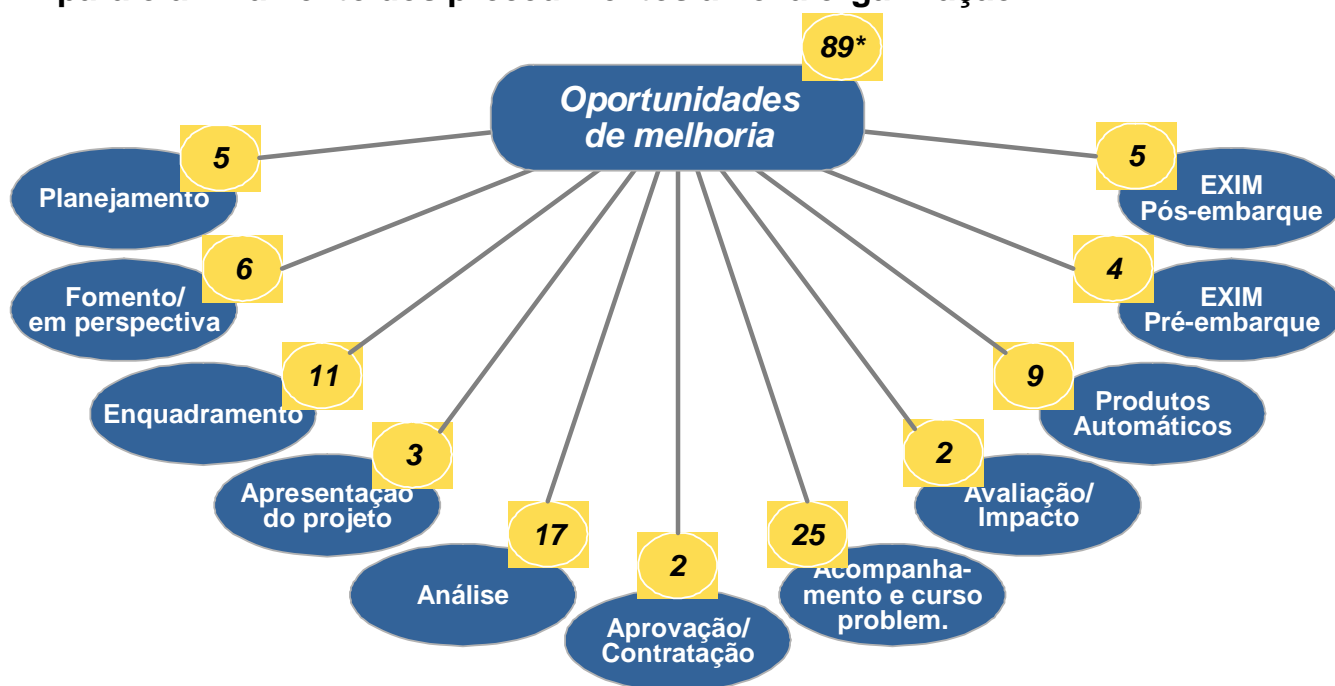 89*
Oportunidades
de melhoria
5
Planejamento
6
Fomento/
em perspectiva
11
Enquadramento
3
Apresentação
do projeto
17
Análise
2
Aprovação/
Contratação
25
Acompanha-
mento e curso
problem.
2
Avaliação/
Impacto
9
Produtos
Automáticos
4
EXIM
Pré-embarque
5
EXIM
Pós-embarque